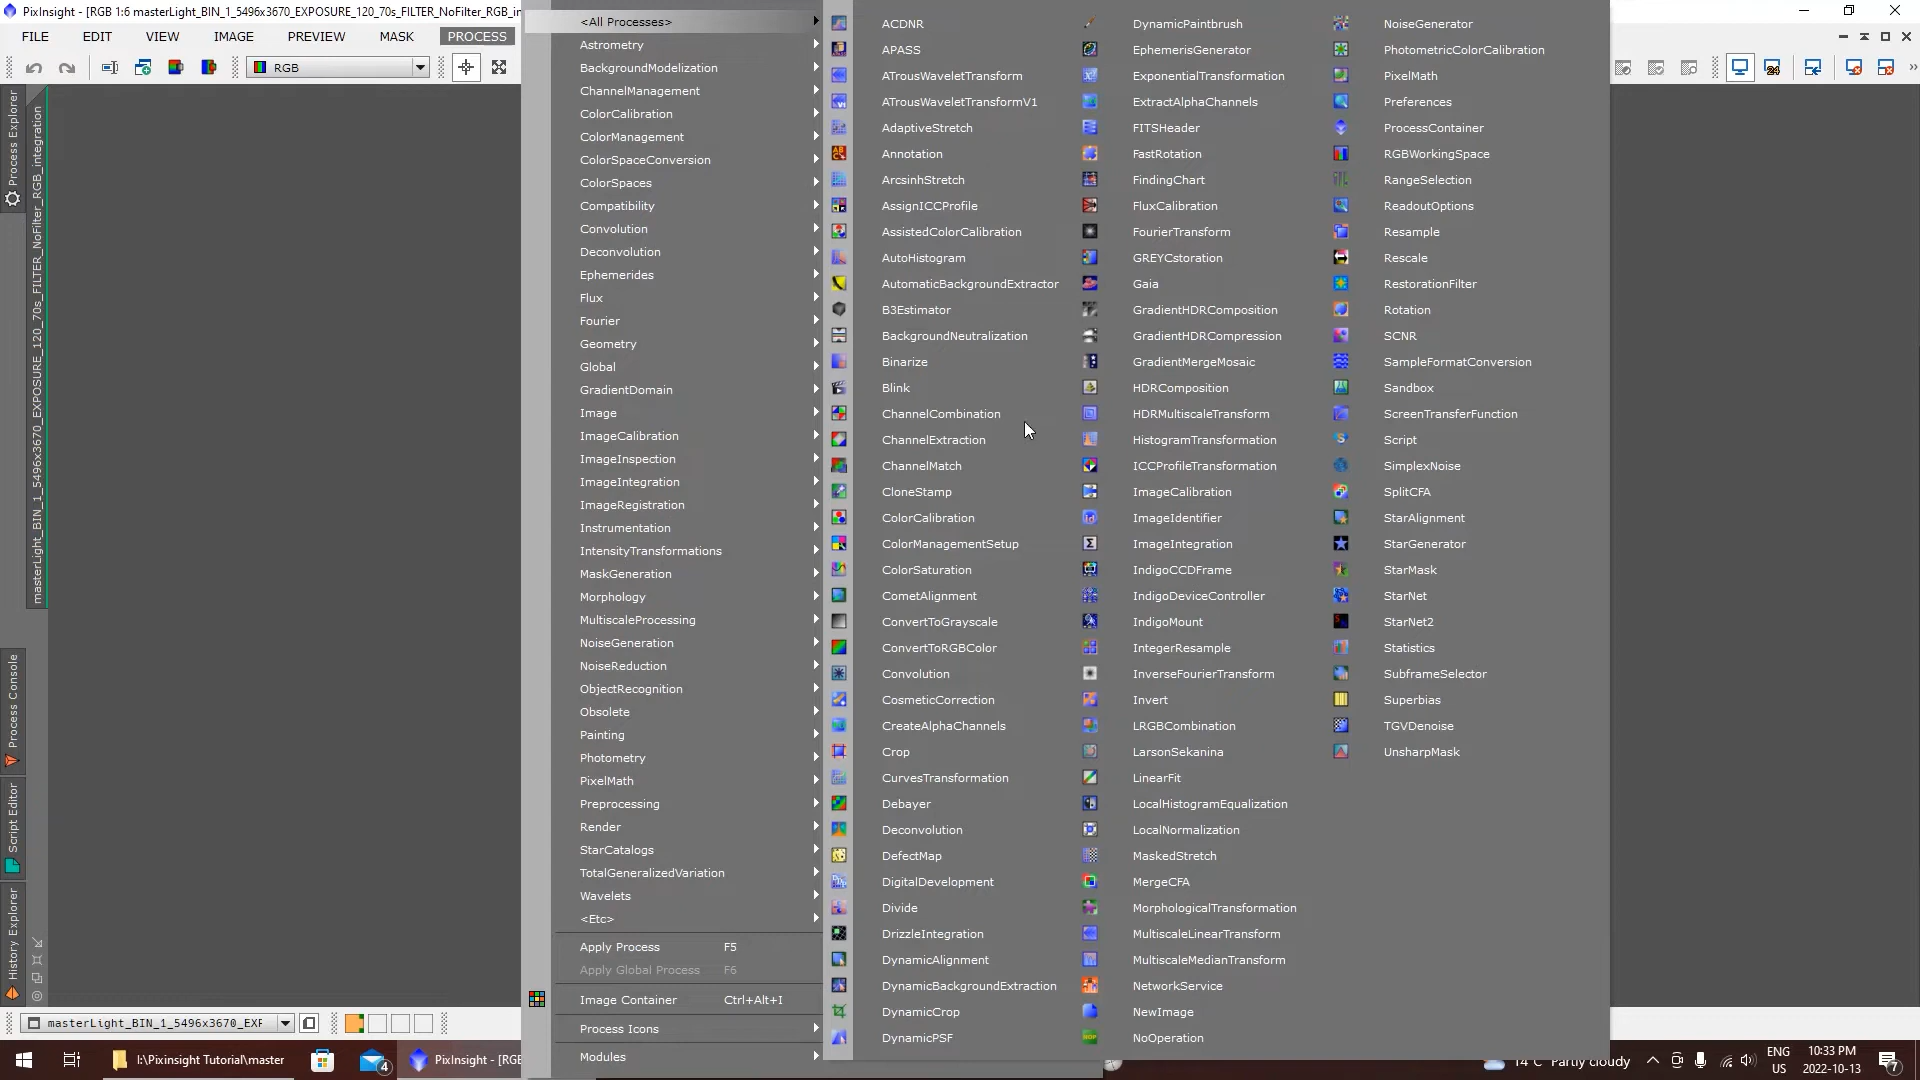 PixInsight - [RGB 1:6 masterLight_BIN_1_5496x3670_EXPOSURE_120_70s_FILTER_NoFilter_RGB_in
FILE EDIT VIEW IMAGE PREVIEW MASK PROCESS
RGB
24
Process Explorer
masterLight_BIN_1_5496x3670_EXPOSURE_120_70s_FILTER_NoFilter_RGB_integration
Process Console
Script Editor
History Explorer
<All Processes>
Astrometry
BackgroundModelization
ChannelManagement
ColorCalibration
ColorManagement
ColorSpaceConversion
ColorSpaces
Compatibility
Convolution
Deconvolution
Ephemerides
Flux
Fourier
Geometry
Global
GradientDomain
Image
ImageCalibration
ImageInspection
ImageIntegration
ImageRegistration
Instrumentation
IntensityTransformations
MaskGeneration
Morphology
MultiscaleProcessing
NoiseGeneration
NoiseReduction
ObjectRecognition
Obsolete
Painting
Photometry
PixelMath
Preprocessing
Render
StarCatalogs
TotalGeneralizedVariation
Wavelets
<Etc>
Apply Process F5
Apply Global Process F6
Image Container Ctrl+Alt+I
Process Icons
Modules
ACDNR
APASS
ATrousWaveletTransform
ATrousWaveletTransformV1
AdaptiveStretch
Annotation
ArcsinhStretch
AssignICCProfile
AssistedColorCalibration
AutoHistogram
AutomaticBackgroundExtractor
B3Estimator
BackgroundNeutralization
Binarize
Blink
ChannelCombination
ChannelExtraction
ChannelMatch
CloneStamp
ColorCalibration
ColorManagementSetup
ColorSaturation
CometAlignment
ConvertToGrayscale
ConvertToRGBColor
Convolution
CosmeticCorrection
CreateAlphaChannels
Crop
CurvesTransformation
Debayer
Deconvolution
DefectMap
DigitalDevelopment
Divide
DrizzleIntegration
DynamicAlignment
DynamicBackgroundExtraction
DynamicCrop
DynamicPSF
DynamicPaintbrush
EphemerisGenerator
ExponentialTransformation
ExtractAlphaChannels
FITSHeader
FastRotation
FindingChart
FluxCalibration
FourierTransform
GREYCstoration
Gaia
GradientHDRComposition
GradientHDRCompression
GradientMergeMosaic
HDRComposition
HDRMultiscaleTransform
HistogramTransformation
ICCProfileTransformation
ImageCalibration
ImageIdentifier
ImageIntegration
IndigoCCDFrame
IndigoDeviceController
IndigoMount
IntegerResample
InverseFourierTransform
Invert
LRGBCombination
LarsonSekanina
LinearFit
LocalHistogramEqualization
LocalNormalization
MaskedStretch
MergeCFA
MorphologicalTransformation
MultiscaleLinearTransform
MultiscaleMedianTransform
NetworkService
NewImage
NoOperation
NoiseGenerator
PhotometricColorCalibration
PixelMath
Preferences
ProcessContainer
RGBWorkingSpace
RangeSelection
ReadoutOptions
Resample
Rescale
RestorationFilter
Rotation
SCNR
SampleFormatConversion
Sandbox
ScreenTransferFunction
Script
SimplexNoise
SplitCFA
StarAlignment
StarGenerator
StarMask
StarNet
StarNet2
Statistics
SubframeSelector
Superbias
TGVDenoise
UnsharpMask
masterLight_BIN_1_5496x3670_EXF
I:\Pixinsight Tutorial\master
4
PixInsight - [RGE
14°C Partly cloudy
ENG
US
10:33 PM
2022-10-13
7